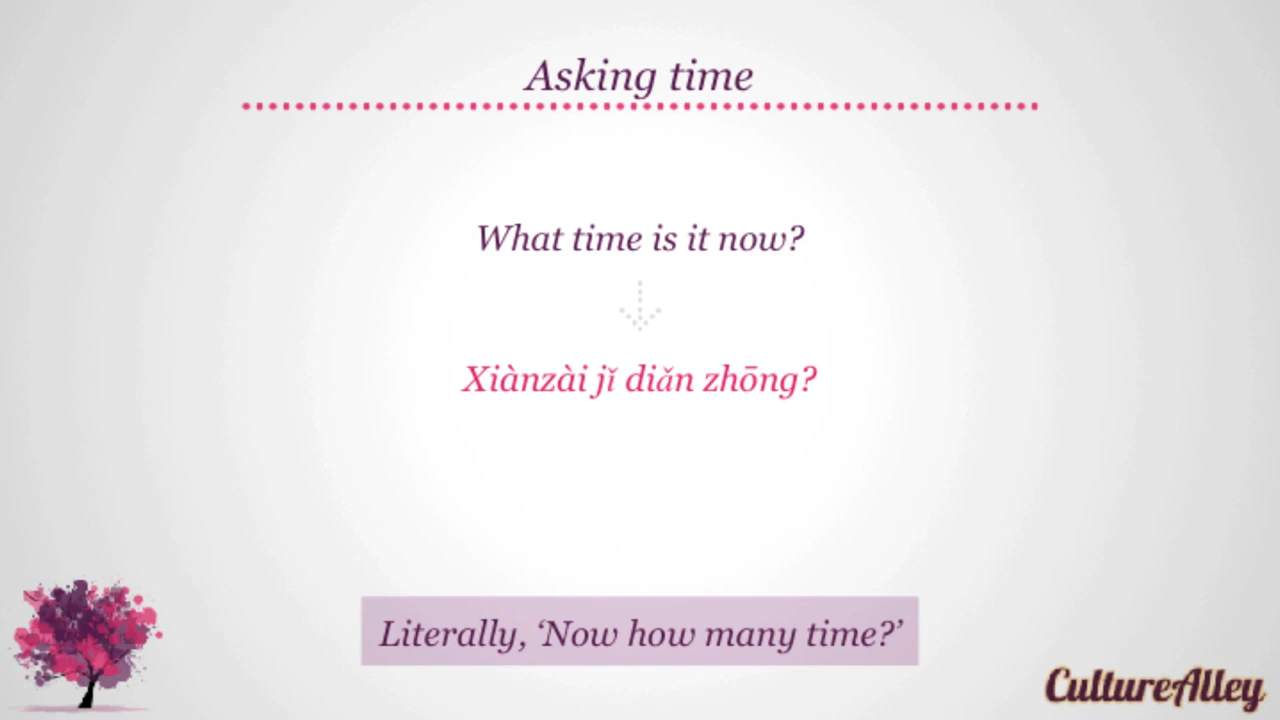 Asking time
What time is it now?
Xiànzài jǐ diǎn zhōng?
Literally, ‘Now how many time?’
CultureAlley